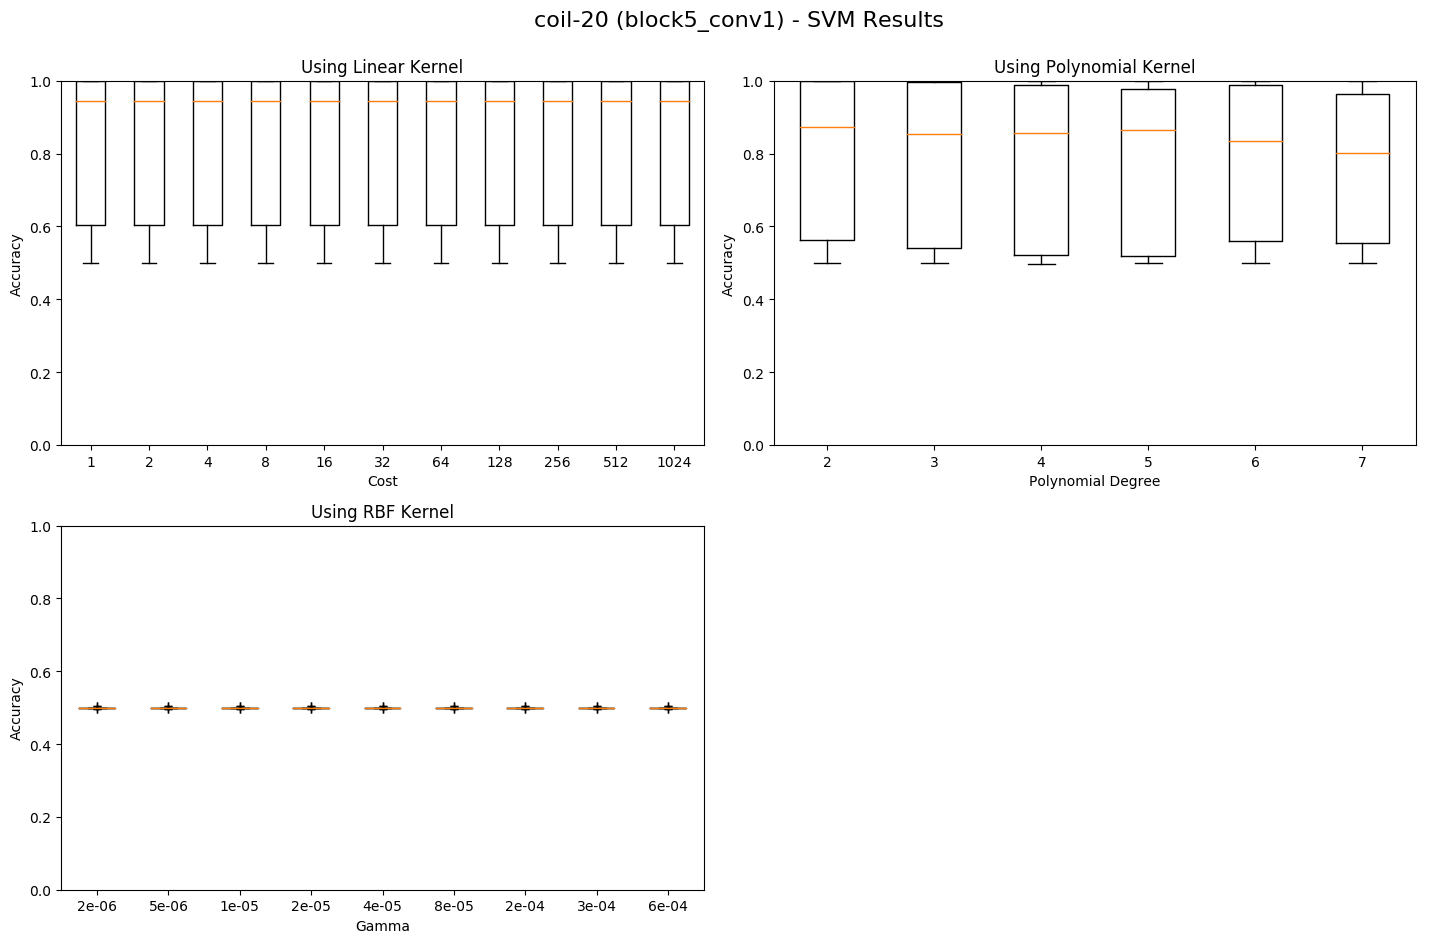 coil-20 (block5_conv1) - SVM Results
Using Linear Kernel
1.0
0.8
0.6
0.4
0.2
0.0
Accuracy
1 2 4 8 16 32 64 128 256 512 1024
Cost
Using Polynomial Kernel
1.0
0.8
0.6
0.4
0.2
0.0
Accuracy
2 3 4 5 6 7
Polynomial Degree
Using RBF Kernel
1.0
0.8
0.6
0.4
0.2
0.0
Accuracy
2e-06 5e-06 1e-05 2e-05 4e-05 8e-05 2e-04 3e-04 6e-04
Gamma